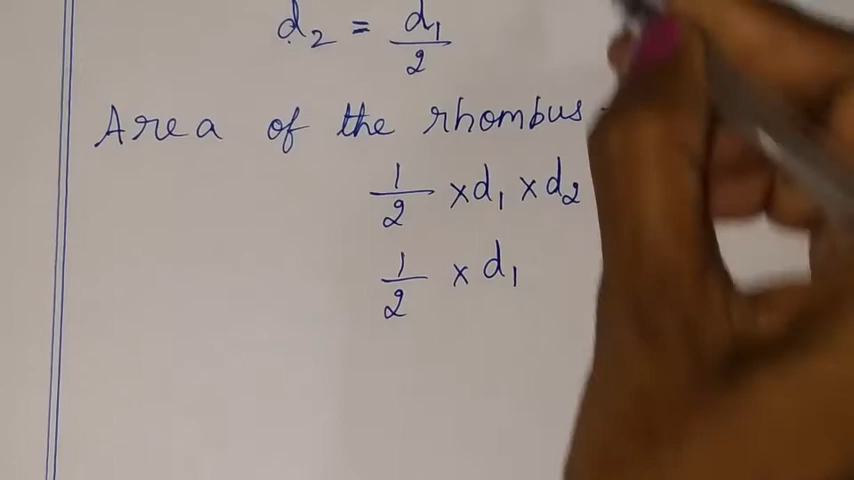 d₂ = d₁/2
Area of the rhombus
1/2 × d₁ × d₂
1/2 × d₁